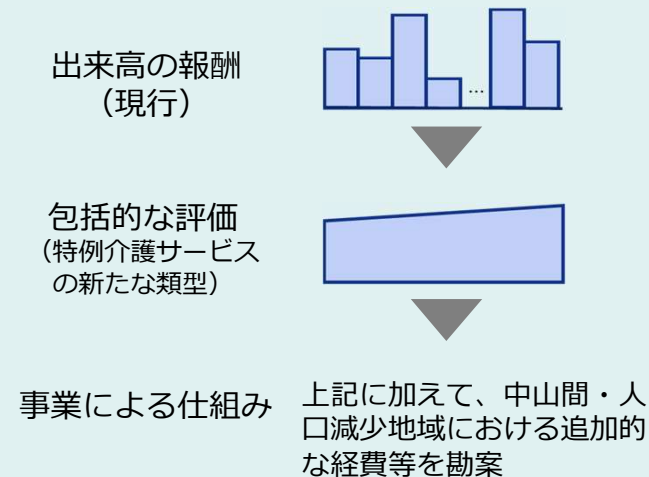 出来高の報酬
（現行）
…
包括的な評価
（特例介護サービス
の新たな類型）
事業による仕組み
上記に加えて、中山間・人
口減少地域における追加的
な経費等を勘案